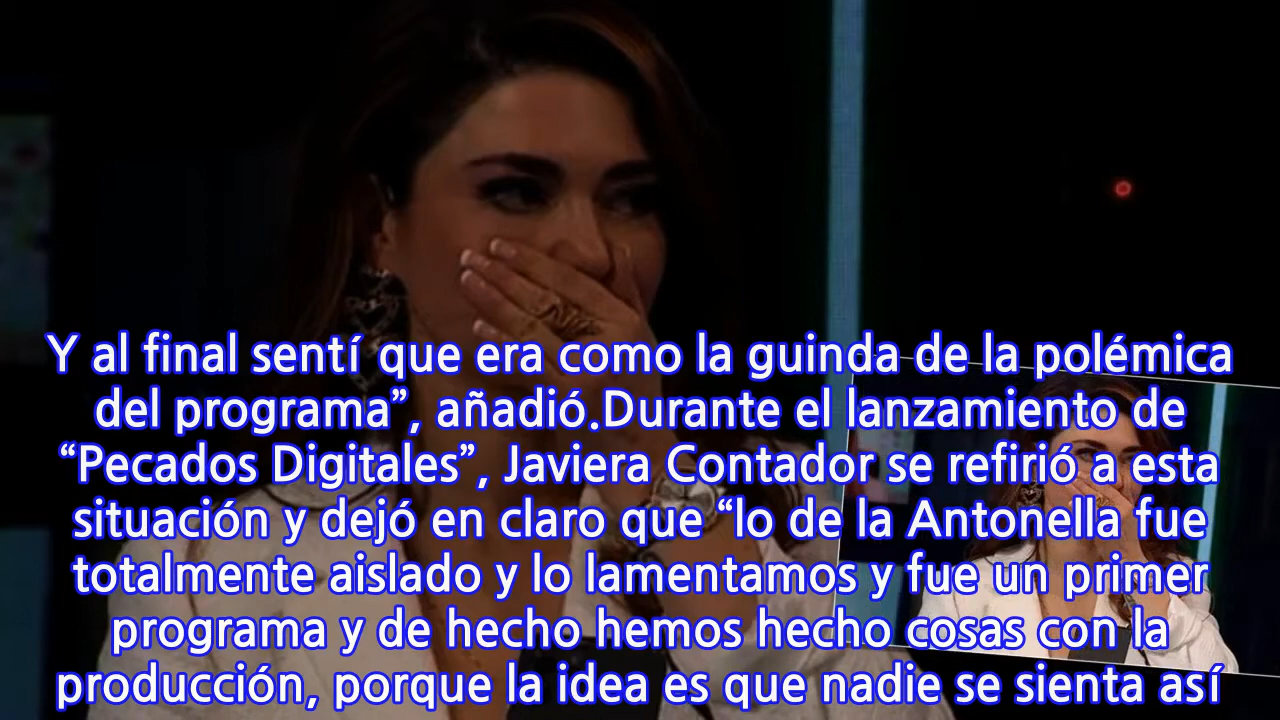 Y al final sentí que era como la guinda de la polémica
del programa”, añadió.Durante el lanzamiento de
“Pecados Digitales”, Javiera Contador se refirió a esta
situación y dejó en claro que “lo de la Antonella fue
totalmente aislado y lo lamentamos y fue un primer
programa y de hecho hemos hecho cosas con la
producción, porque la idea es que nadie se sienta así